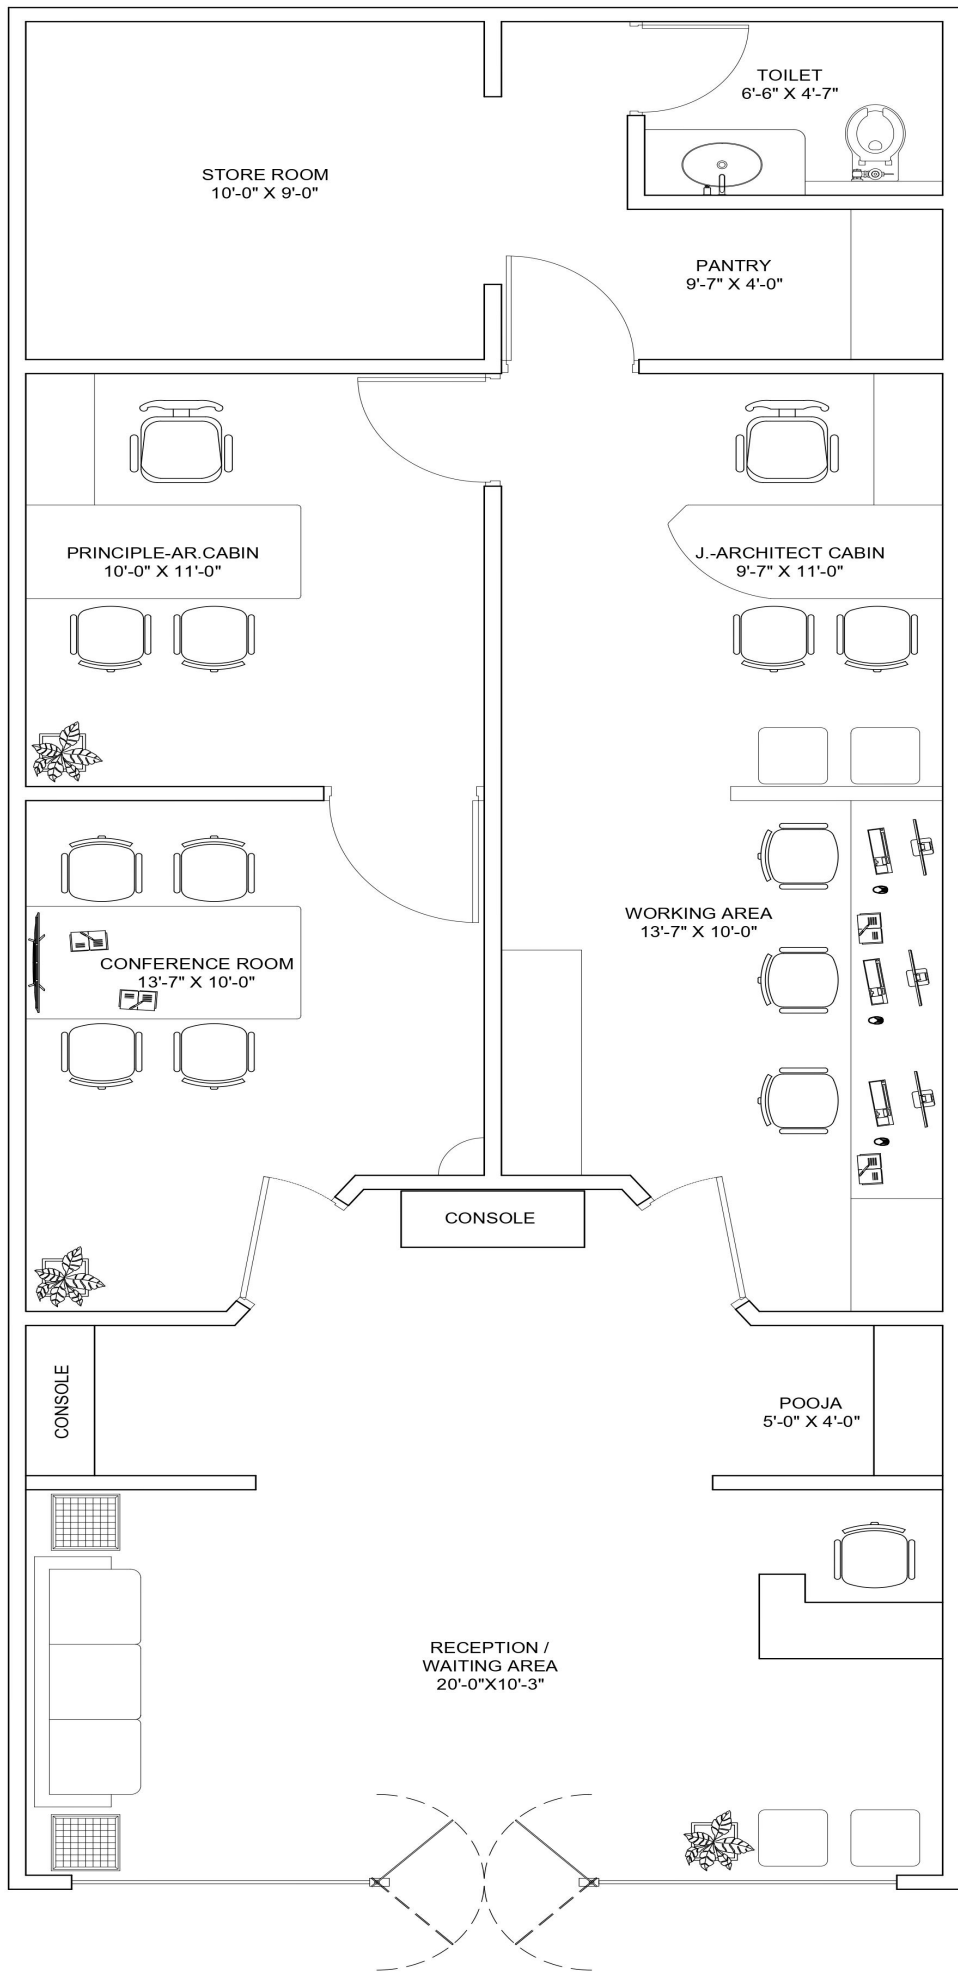 TOILET
6'-6" X 4'-7"
STORE ROOM
10'-0" X 9'-0"
PANTRY
9'-7" X 4'-0"
PRINCIPLE-AR.CABIN
10'-0" X 11'-0"
J.-ARCHITECT CABIN
9'-7" X 11'-0"
WORKING AREA
13'-7" X 10'-0"
CONFERENCE ROOM
13'-7" X 10'-0"
CONSOLE
CONSOLE
POOJA
5'-0" X 4'-0"
RECEPTION /
WAITING AREA
20'-0"X10'-3"